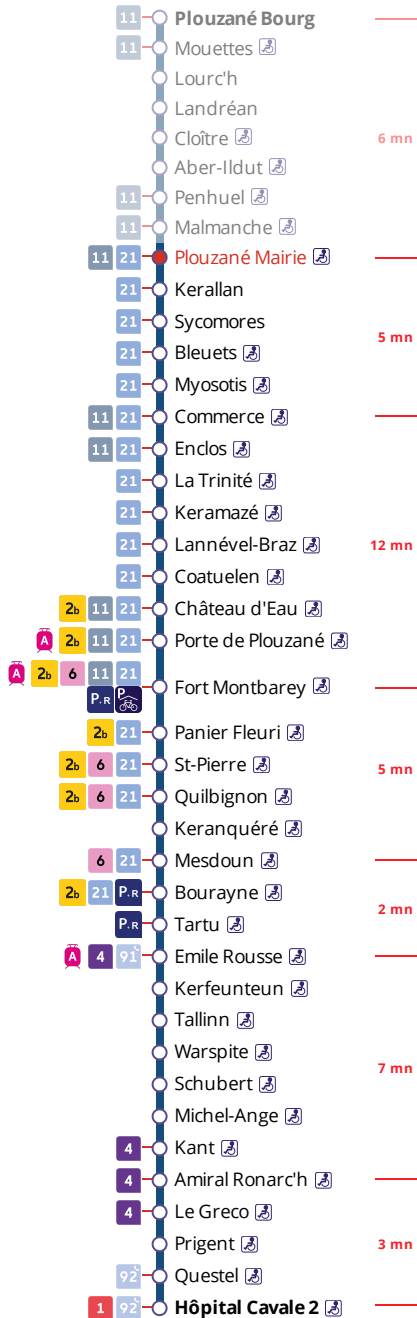 11 Plouzané Bourg
11 Mouettes
Lourc'h
Landréan
Cloître 6 mn
Aber-Ildut
11 Penhuel
11 Malmanche
11 21 Plouzané Mairie
21 Kerallan
21 Sycomores
5 mn
21 Bleuets
21 Myosotis
11 21 Commerce
11 21 Enclos
21 La Trinité
21 Keramazé
21 Lannével-Braz 12 mn
21 Coatuelen
2b 11 21 Château d'Eau
A 2b 11 21 Porte de Plouzané
A 2b 6 11 21
P+R P Fort Montbarey
2b 21 Panier Fleuri
2b 6 21 St-Pierre 5 mn
2b 6 21 Quilbignon
Keranquéré
6 21 Mesdoun
2b 21 P+R Bourayne
2 mn
P+R Tartu
A 4 91 Emile Rousse
Kerfeunteun
Tallinn
Warspite
7 mn
Schubert
Michel-Ange
4 Kant
4 Amiral Ronarc'h
4 Le Greco
Prigent 3 mn
92 Questel
1 92 Hôpital Cavale 2